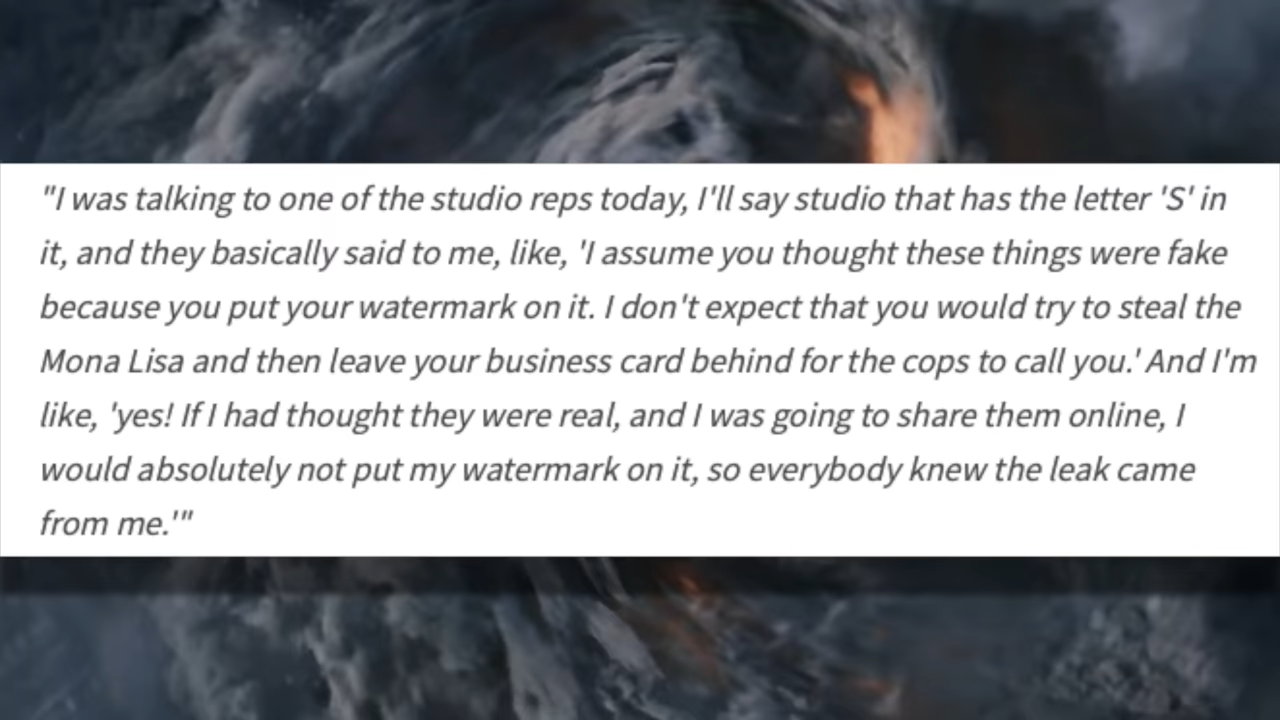 "I was talking to one of the studio reps today, I'll say studio that has the letter 'S' in
it, and they basically said to me, like, 'I assume you thought these things were fake
because you put your watermark on it. I don't expect that you would try to steal the
Mona Lisa and then leave your business card behind for the cops to call you.' And I'm
like, 'yes! If I had thought they were real, and I was going to share them online, I
would absolutely not put my watermark on it, so everybody knew the leak came
from me.'"